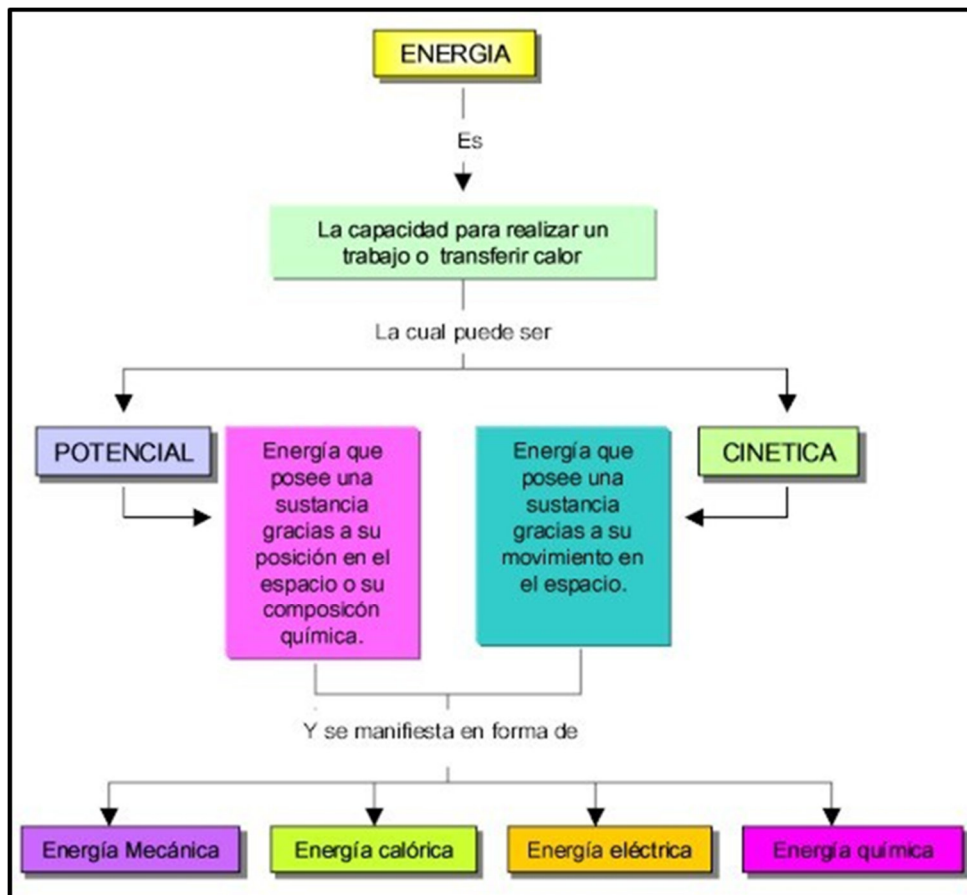 ENERGIA
Es
La capacidad para realizar un
trabajo o transferir calor
La cual puede ser
POTENCIAL
Energía que
posee una
sustancia
gracias a su
posición en el
espacio o su
composicón
química.
Energía que
posee una
sustancia
gracias a su
movimiento en
el espacio.
CINETICA
Y se manifiesta en forma de
Energía Mecánica
Energía calórica
Energía eléctrica
Energía química